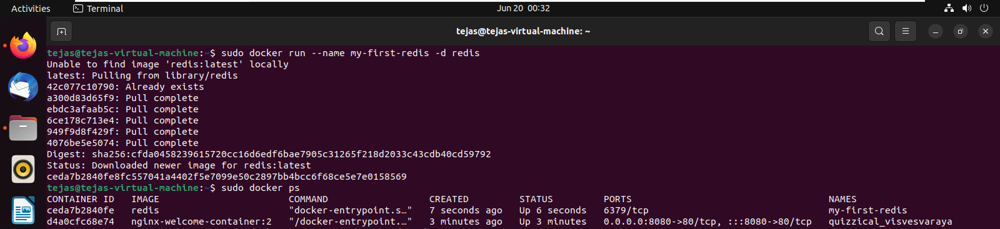 Activities Terminal Jun 20 00:32
tejas@tejas-virtual-machine: ~
tejas@tejas-virtual-machine:~$ sudo docker run --name my-first-redis -d redis
Unable to find image 'redis:latest' locally
latest: Pulling from library/redis
42c077c10790: Already exists
a300d83d65f9: Pull complete
ebdc3afaab5c: Pull complete
6ce178c713e4: Pull complete
949f9d8f429f: Pull complete
4076be5e5074: Pull complete
Digest: sha256:cfda0458239615720cc16d6edf6bae7905c31265f218d2033c43cdb40cd59792
Status: Downloaded newer image for redis:latest
ceda7b2840fe8fc557041a4402f5e7099e50c2897bb4bcc6f68ce5e7e0158569
tejas@tejas-virtual-machine:~$ sudo docker ps
CONTAINER ID IMAGE COMMAND CREATED STATUS PORTS NAMES
ceda7b2840fe redis "docker-entrypoint.s…" 7 seconds ago Up 6 seconds 6379/tcp my-first-redis
d4a0cfc68e74 nginx-welcome-container:2 "/docker-entrypoint.…" 3 minutes ago Up 3 minutes 0.0.0.0:8080->80/tcp, :::8080->80/tcp quizzical_visvesvaraya